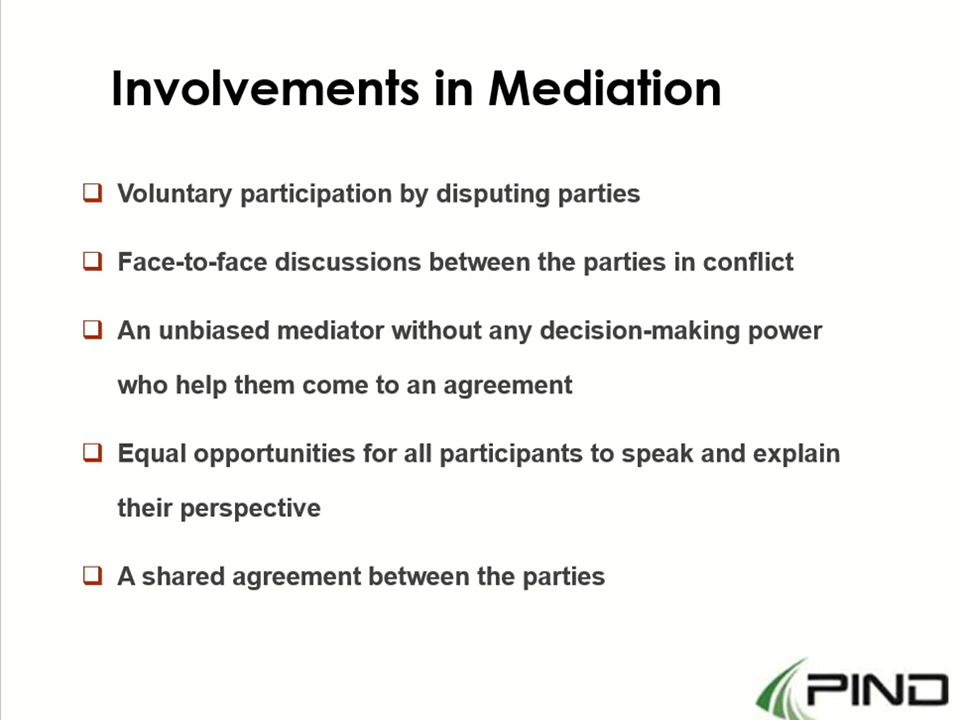 Involvements in Mediation
Voluntary participation by disputing parties
Face-to-face discussions between the parties in conflict
An unbiased mediator without any decision-making power
who help them come to an agreement
Equal opportunities for all participants to speak and explain
their perspective
A shared agreement between the parties
PIND